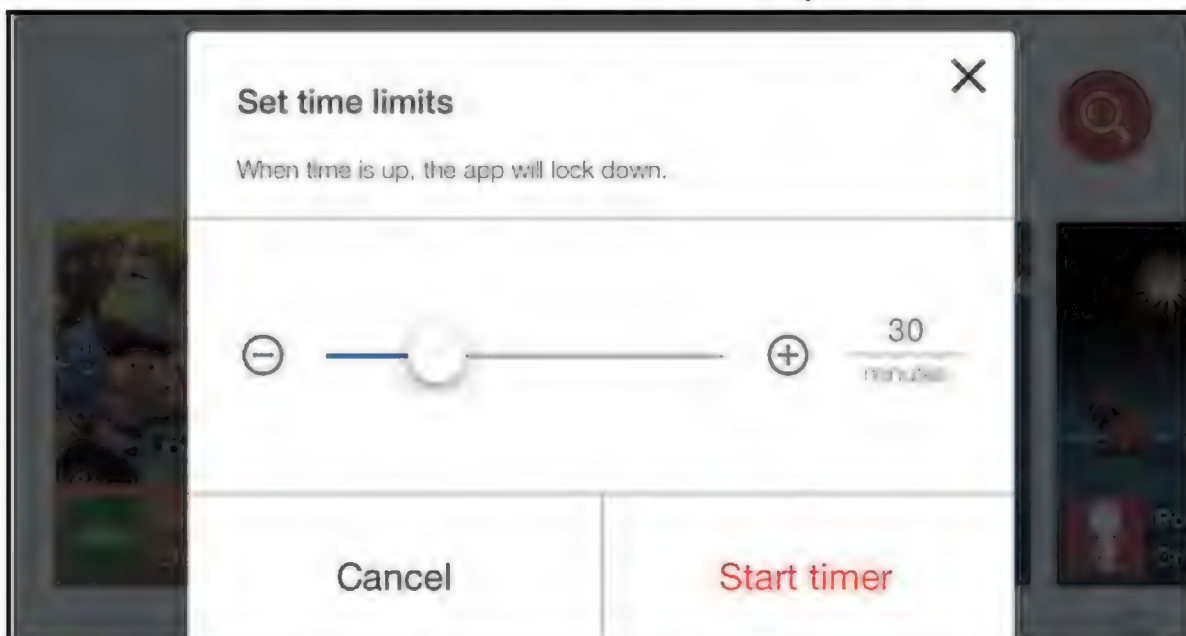 Set time limits
When time is up, the app will lock down.
30
minutes
Cancel
Start timer